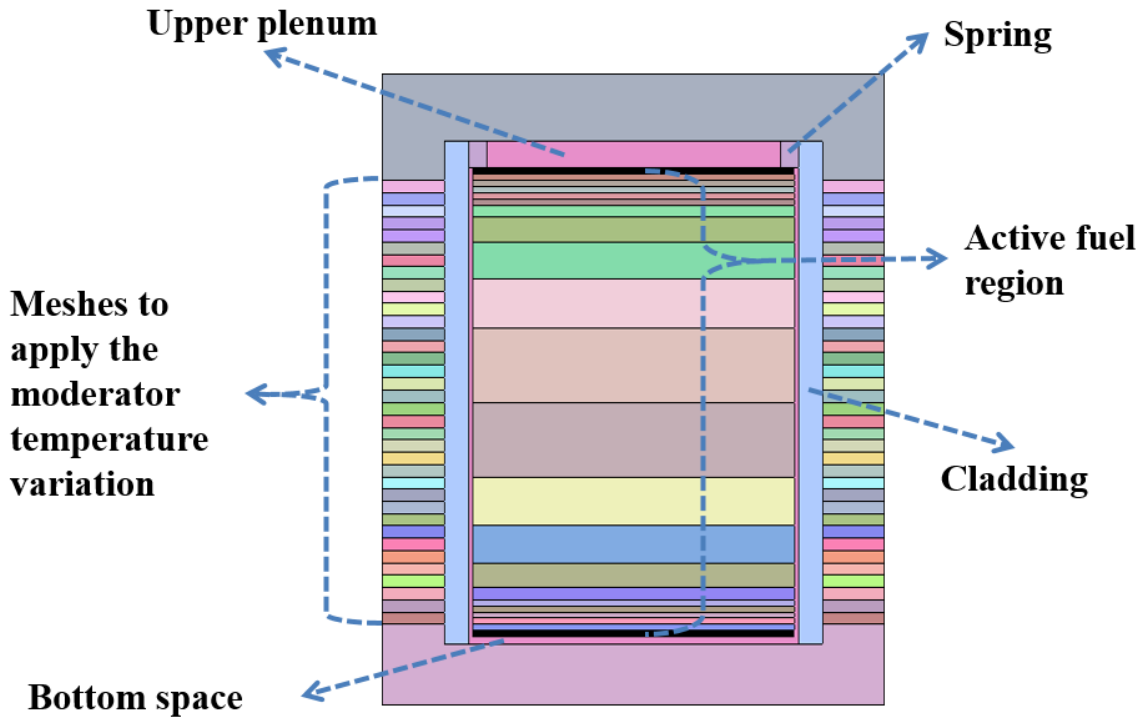 Upper plenum
Spring
Active fuel
region
Meshes to
apply the
moderator
temperature
variation
Cladding
Bottom space